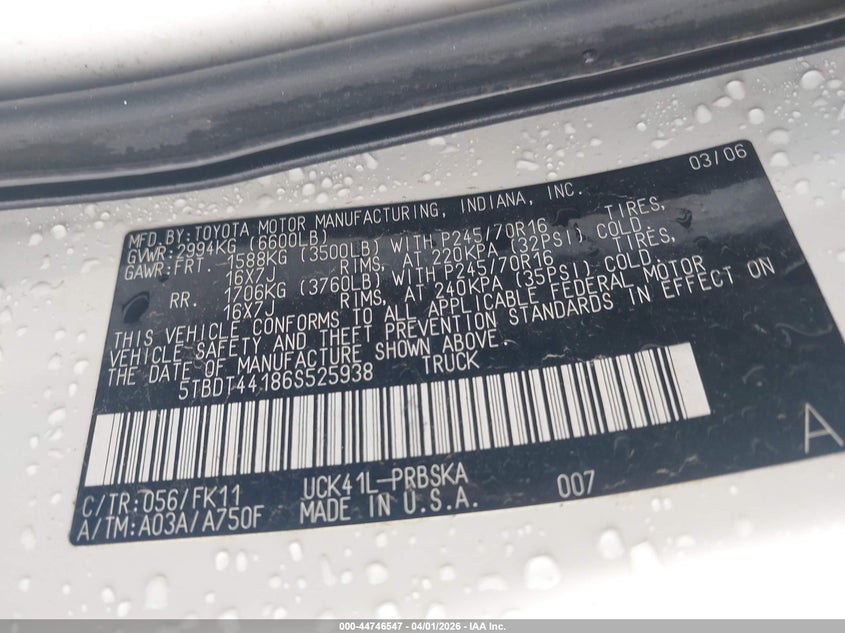 03/06
MFD.BY:TOYOTA MOTOR MANUFACTURING, INDIANA, INC.
GVWR:2994KG (6600LB)
GAWR:FRT. 1588KG (3500LB) WITH P245/70R16 TIRES,
16X7J RIMS, AT 220KPA (32PSI) COLD.
RR. 1706KG (3760LB) WITH P245/70R16 TIRES,
16X7J RIMS, AT 240KPA (35PSI) COLD.
THIS VEHICLE CONFORMS TO ALL APPLICABLE FEDERAL MOTOR
VEHICLE SAFETY AND THEFT PREVENTION STANDARDS IN EFFECT ON
THE DATE OF MANUFACTURE SHOWN ABOVE.
5TBDT44186S525938 TRUCK
A
C/TR:056/FK11 UCK41L-PRBSKA 007
A/TM:A03A/A750F MADE IN U.S.A.
000-44746547 | 04/01/2026 | IAA Inc.